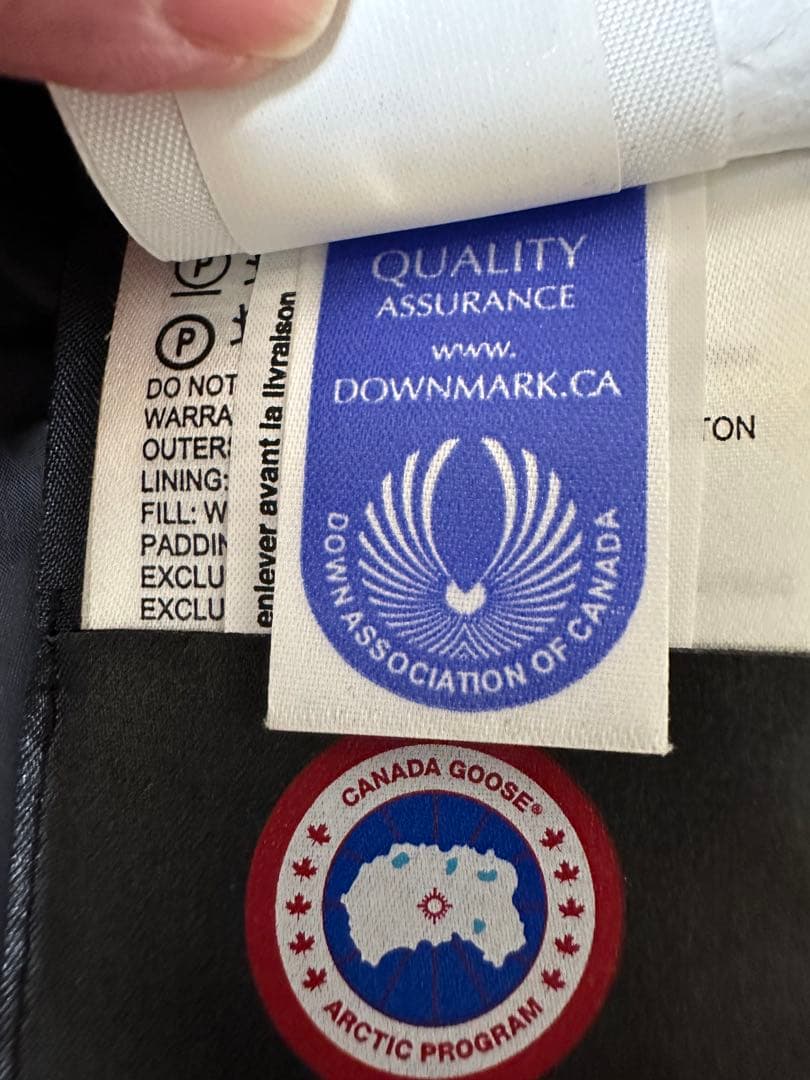 P
P
DO NOT
WARRA
OUTER
LINING:
FILL: W
PADDIN
EXCLU
EXCLU
enlever avant la livraison
QUALITY
ASSURANCE
www.
DOWNMARK.CA
DOWN ASSOCIATION OF CANADA
TON
CANADA GOOSE®
ARCTIC PROGRAM